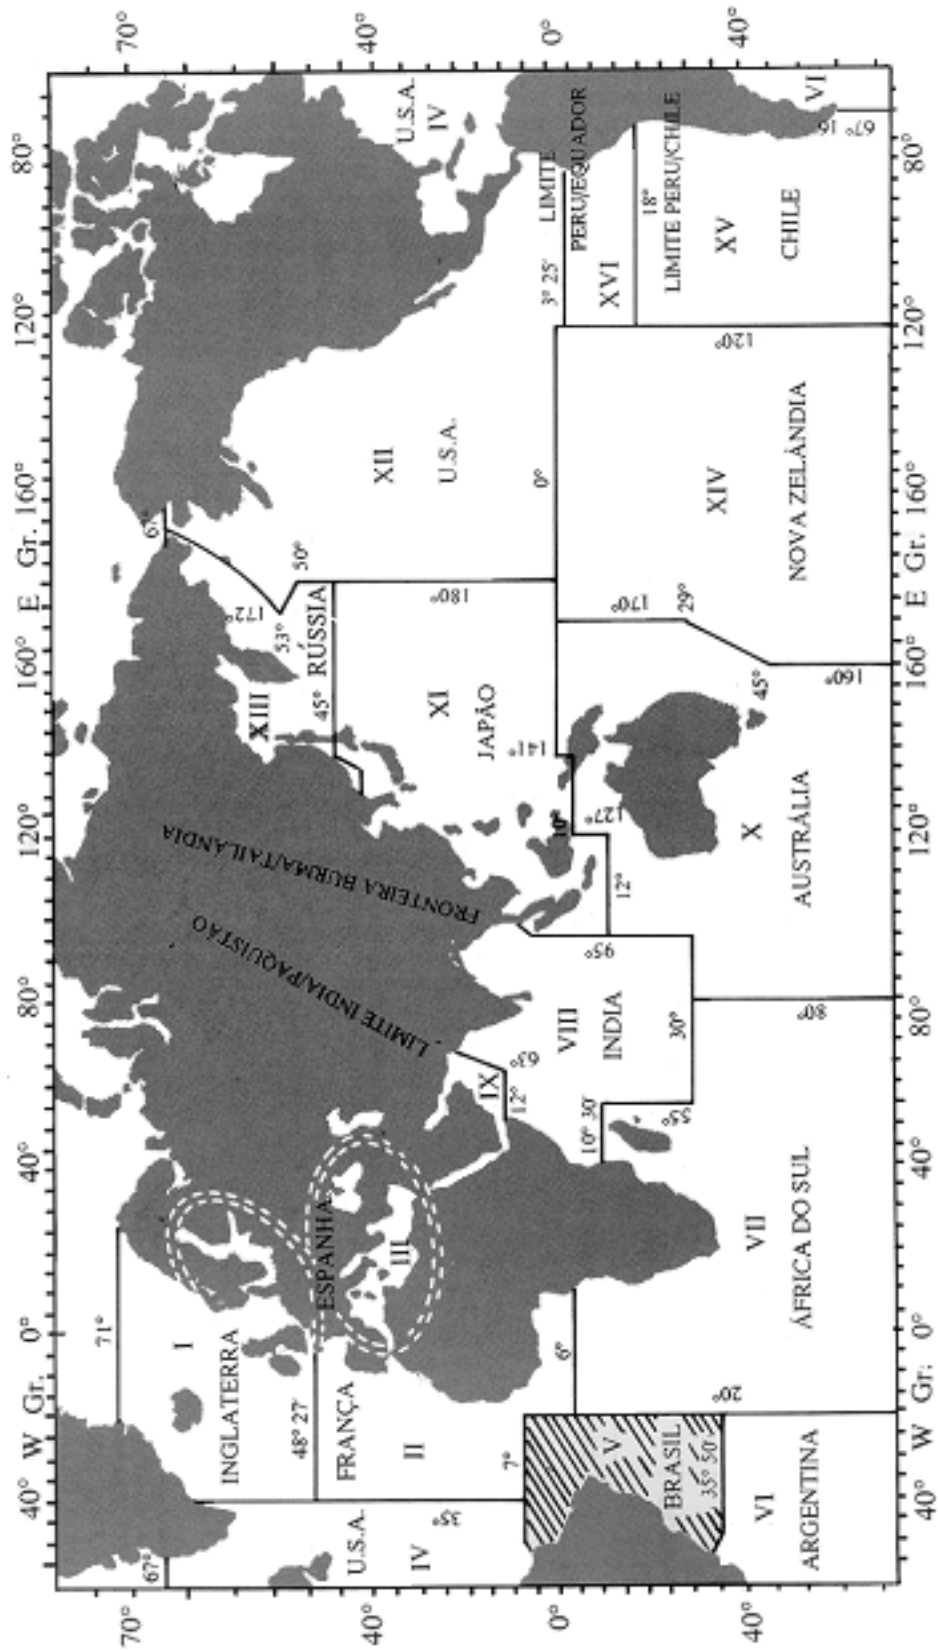 40° W Gr. 0° 40° 80° 120° 160° E Gr. 160° 120° 80°
70°
70°
67°
71°
67°
I
INGLATERRA
48° 27′
FRANÇA
II
ESPANHA
III
U.S.A.
IV
35°
LIMITE INDIA/PAQUISTÃO
FRONTEIRA BURMA/TAILANDIA
172°
53°
50°
XIII
RÚSSIA
45°
XI
JAPÃO
180°
XII
U.S.A.
0°
U.S.A.
IV
40°
40°
IX
12°
63°
VIII
INDIA
10° 30′
55°
30°
95°
12°
10°
127°
141°
170°
29°
3° 25′
LIMITE
PERU/EQUADOR
XVI
18°
LIMITE PERU/CHILE
XV
CHILE
67° 16′
VI
0°
0°
7°
V
BRASIL
35° 50′
6°
20°
VI
ARGENTINA
VII
ÁFRICA DO SUL
80°
X
AUSTRÁLIA
45°
160°
XIV
NOVA ZELÂNDIA
120°
40°
40°
40° W Gr. 0° 40° 80° 120° 160° E Gr. 160° 120° 80°